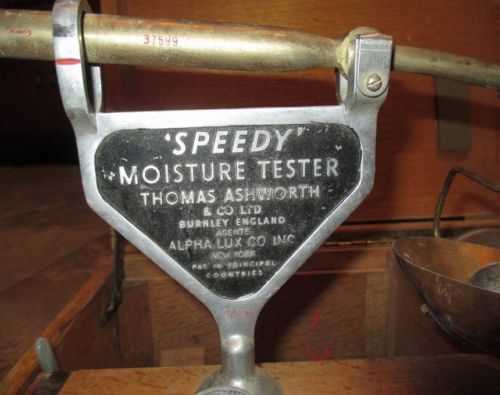 37599
'SPEEDY'
MOISTURE TESTER
THOMAS ASHWORTH
& CO LTD
BURNLEY ENGLAND
AGENTS
ALPHA LUX CO INC
NEW YORK
PAT. IN PRINCIPAL
COUNTRIES